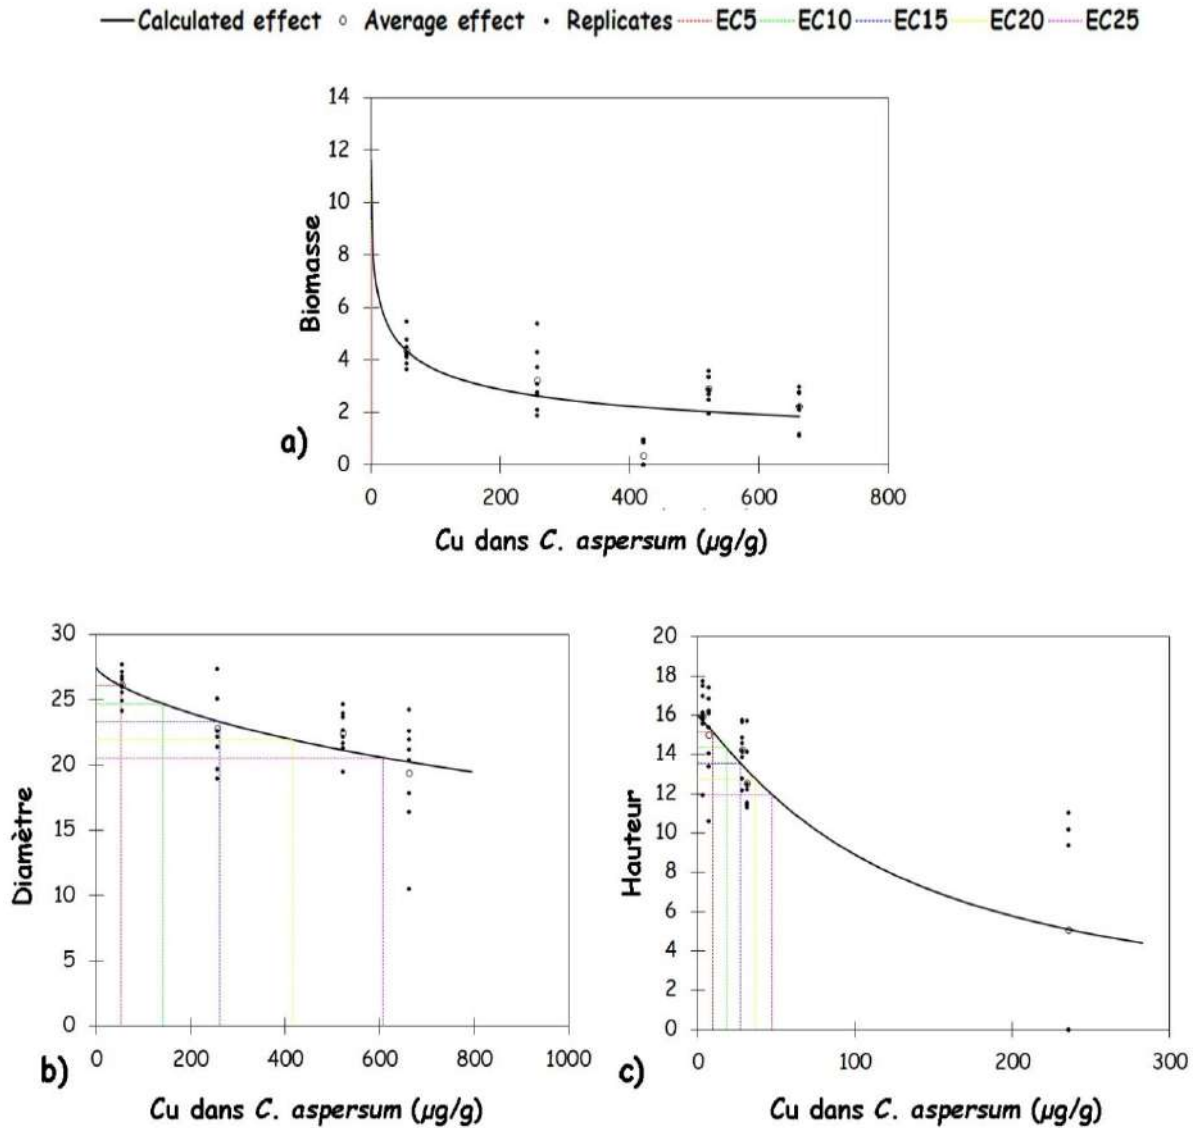 Calculated effect Average effect Replicates EC5 EC10 EC15 EC20 EC25
14
12
10
8
6
4
2
0
Biomasse
a)
0 200 400 600 800
Cu dans C. aspersum (µg/g)
30
25
20
15
10
5
0
Diamètre
b)
0 200 400 600 800 1000
Cu dans C. aspersum (µg/g)
20
18
16
14
12
10
8
6
4
2
0
Hauteur
c)
0 100 200 300
Cu dans C. aspersum (µg/g)